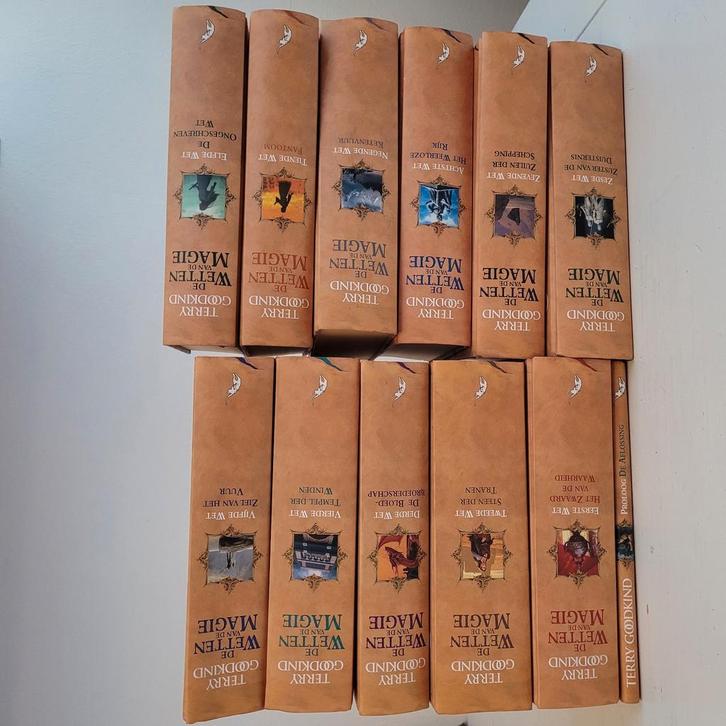 TERRY GOODKIND PROLOOG DE AFLOSSING
TERRY
GOODKIND
DE
WETTEN
VAN DE
MAGIE
EERSTE WET
HET ZWAARD
VAN DE
WAARHEID
TERRY
GOODKIND
DE
WETTEN
VAN DE
MAGIE
TWEEDE WET
STEEN DER
TRANEN
TERRY
GOODKIND
DE
WETTEN
VAN DE
MAGIE
DERDE WET
DE BLOED-
BROEDERSCHAP
TERRY
GOODKIND
DE
WETTEN
VAN DE
MAGIE
VIERDE WET
TEMPEL DER
WINDEN
TERRY
GOODKIND
DE
WETTEN
VAN DE
MAGIE
VIJFDE WET
ZIEL VAN HET
VUUR
TERRY
GOODKIND
DE
WETTEN
VAN DE
MAGIE
ZESDE WET
ZUSTER VAN DE
DUISTERNIS
TERRY
GOODKIND
DE
WETTEN
VAN DE
MAGIE
ZEVENDE WET
ZUILEN DER
SCHEPPING
TERRY
GOODKIND
DE
WETTEN
VAN DE
MAGIE
ACHTSTE WET
HET WEERLOZE
RIJK
TERRY
GOODKIND
DE
WETTEN
VAN DE
MAGIE
NEGENDE WET
KETENVUUR
TERRY
GOODKIND
DE
WETTEN
VAN DE
MAGIE
TIENDE WET
FANTOOM
TERRY
GOODKIND
DE
WETTEN
VAN DE
MAGIE
ELFDE WET
DE
ONGESCHREVEN
WET